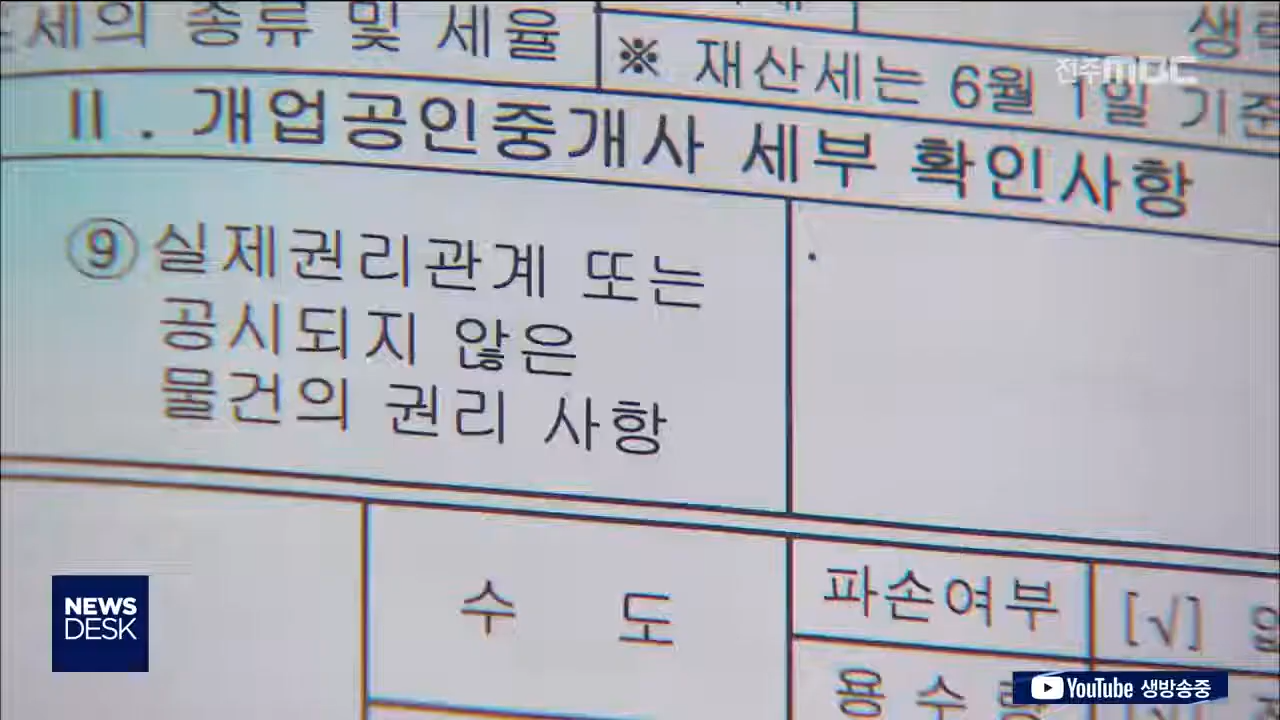 세의 종류 및 세율
※ 재산세는 6월 1일 기준
전주MBC
II. 개업공인중개사 세부 확인사항
⑨ 실제권리관계 또는
공시되지 않은
물건의 권리 사항
수 도
파손여부 [√]
용 수
NEWS
DESK
YouTube 생방송중